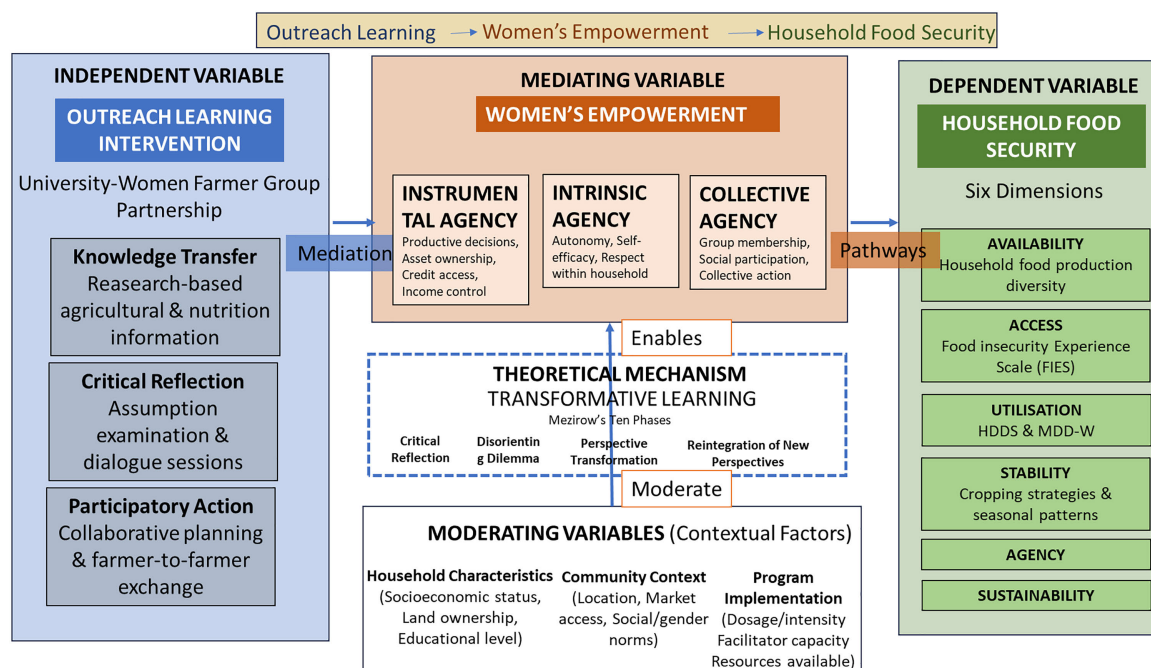 Outreach Learning Women's Empowerment Household Food Security
INDEPENDENT VARIABLE
OUTREACH LEARNING
INTERVENTION
University-Women Farmer Group
Partnership
Knowledge Transfer
Reasearch-based
agricultural & nutrition
information
Critical Reflection
Assumption
examination &
dialogue sessions
Participatory Action
Collaborative planning
& farmer-to-farmer
exchange
Mediation
MEDIATING VARIABLE
WOMEN'S EMPOWERMENT
INSTRUMEN
TAL AGENCY
Productive decisions,
Asset ownership,
Credit access,
Income control
INTRINSIC
AGENCY
Autonomy, Self-
efficacy, Respect
within household
COLLECTIVE
AGENCY
Group membership,
Social participation,
Collective action
Enables
THEORETICAL MECHANISM
TRANSFORMATIVE LEARNING
Mezirow's Ten Phases
Critical
Reflection
Disorientin
g Dilemma
Perspective
Transformation
Reintegration of New
Perspectives
Moderate
MODERATING VARIABLES (Contextual Factors)
Household Characteristics
(Socioeconomic status,
Land ownership,
Educational level)
Community Context
(Location, Market
access, Social/gender
norms)
Program
Implementation
(Dosage/intensity
Facilitator capacity
Resources available)
Pathways
DEPENDENT VARIABLE
HOUSEHOLD FOOD
SECURITY
Six Dimensions
AVAILABILITY
Household food production
diversity
ACCESS
Food insecurity Experience
Scale (FIES)
UTILISATION
HDDS & MDD-W
STABILITY
Cropping strategies &
seasonal patterns
AGENCY
SUSTAINABILITY